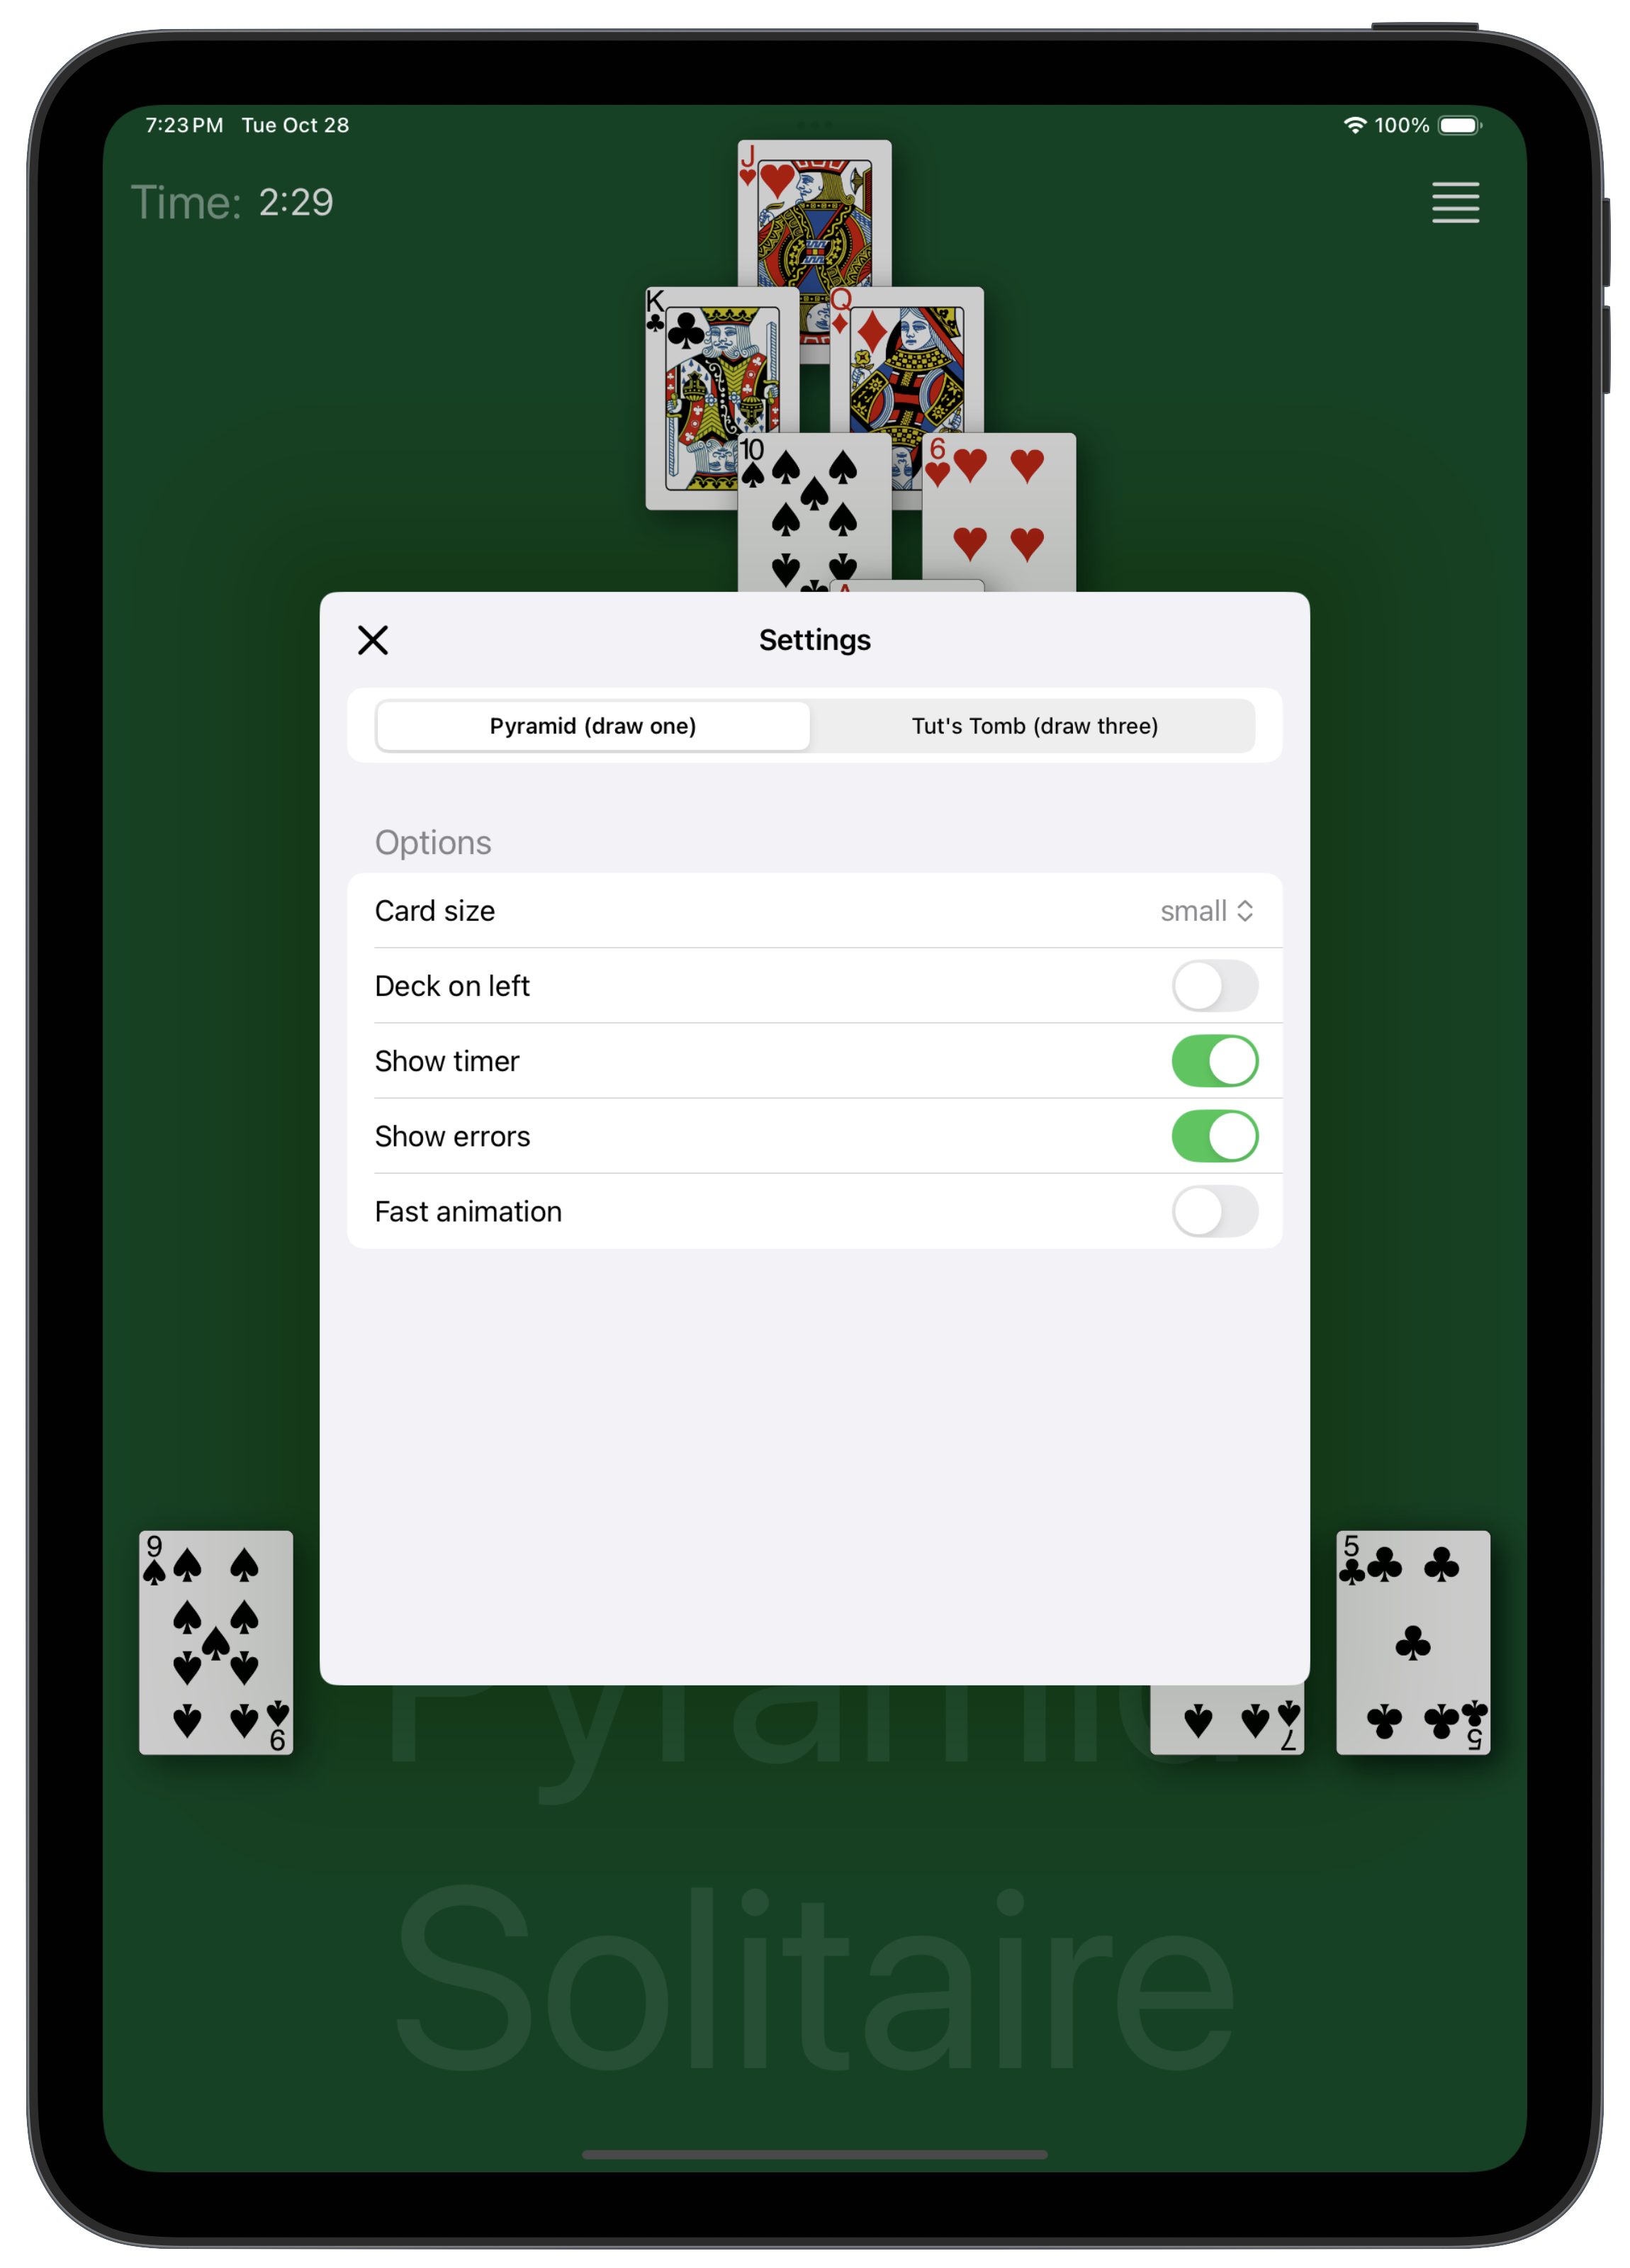 7:23 PM Tue Oct 28
100%
Time: 2:29
J
K
Q
10
6
A
Settings
Pyramid (draw one)
Tut's Tomb (draw three)
Options
Card size
small
Deck on left
Show timer
Show errors
Fast animation
9
5
9
7
5
Pyramid
Solitaire